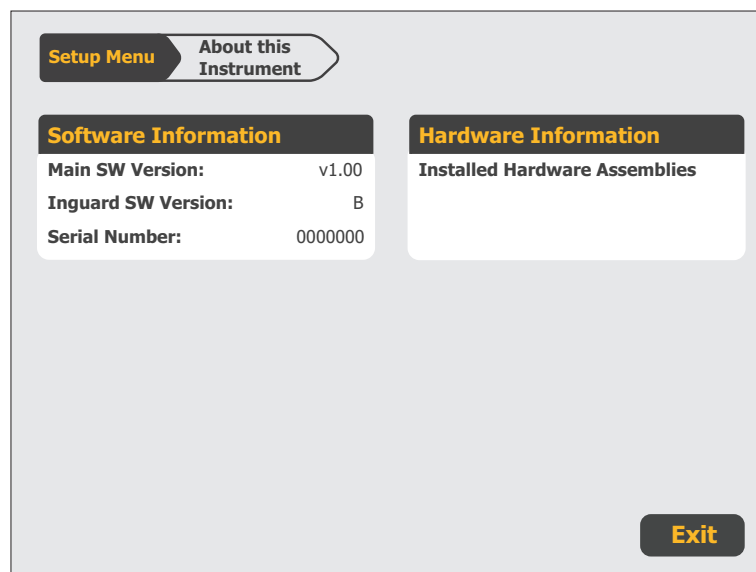 Setup Menu
About this
Instrument
Software Information
Main SW Version: v1.00
Inguard SW Version: B
Serial Number: 0000000
Hardware Information
Installed Hardware Assemblies
Exit